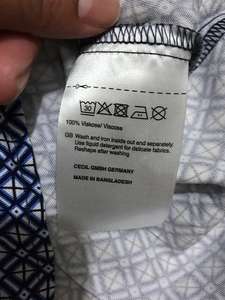 30
100% Viskose/ Viscose
GB Wash and iron inside out and separately.
Use liquid detergent for delicate fabrics.
Reshape after washing
CECIL GMBH GERMANY
MADE IN BANGLADESH